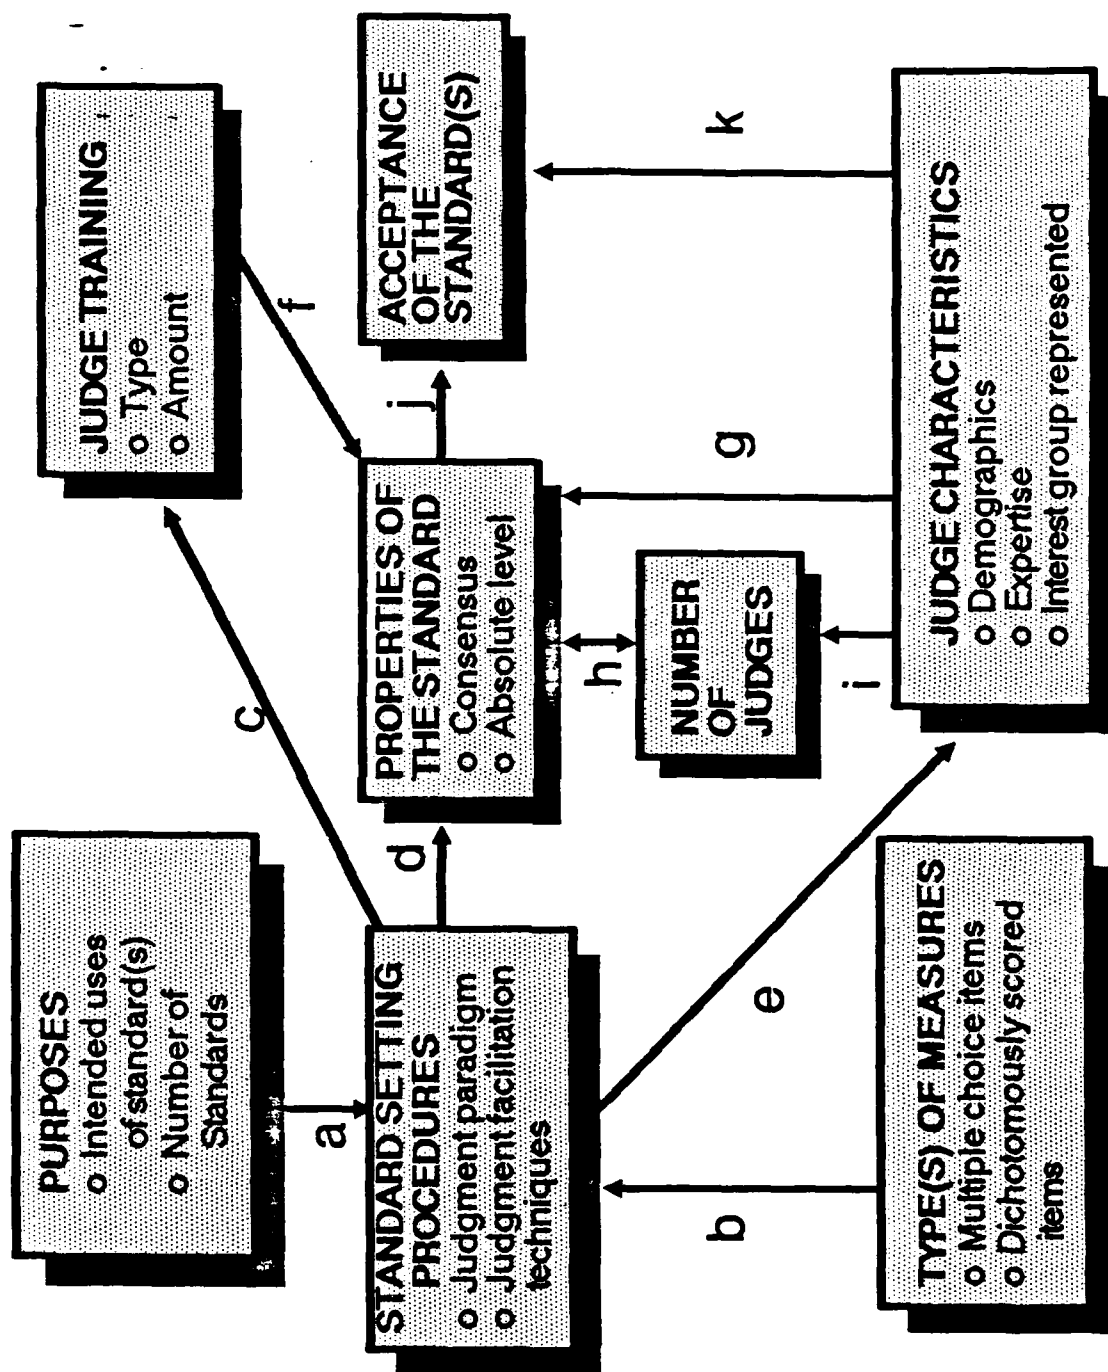 PURPOSES
o Intended uses
of standard(s)
o Number of
Standards
a
STANDARD SETTING
PROCEDURES
o Judgment paradigm
o Judgment facilitation
techniques
b
TYPE(S) OF MEASURES
o Multiple choice items
o Dichotomously scored
items
c
d
e
JUDGE TRAINING
o Type
o Amount
f
PROPERTIES OF
THE STANDARD
o Consensus
o Absolute level
h
NUMBER
OF
JUDGES
i
g
j
ACCEPTANCE
OF THE
STANDARD(S)
k
JUDGE CHARACTERISTICS
o Demographics
o Expertise
o Interest group represented